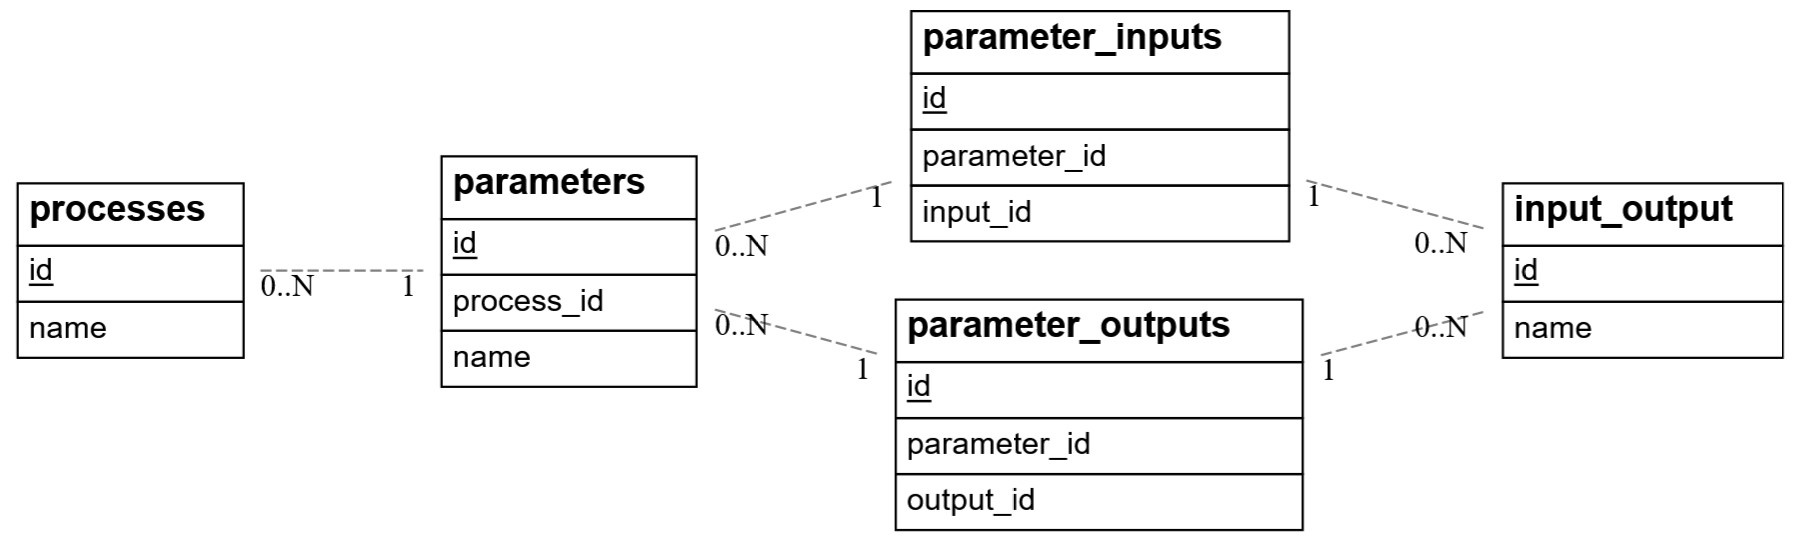 processes
id
name
0..N
1
parameters
id
process_id
name
0..N
1
0..N
1
parameter_inputs
id
parameter_id
input_id
parameter_outputs
id
parameter_id
output_id
1
0..N
1
0..N
input_output
id
name